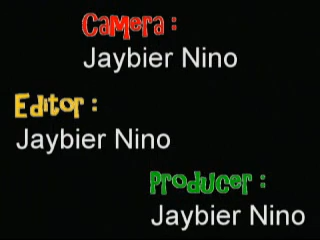 Camera :
Jaybier Nino
Editor :
Jaybier Nino
Producer :
Jaybier Nino